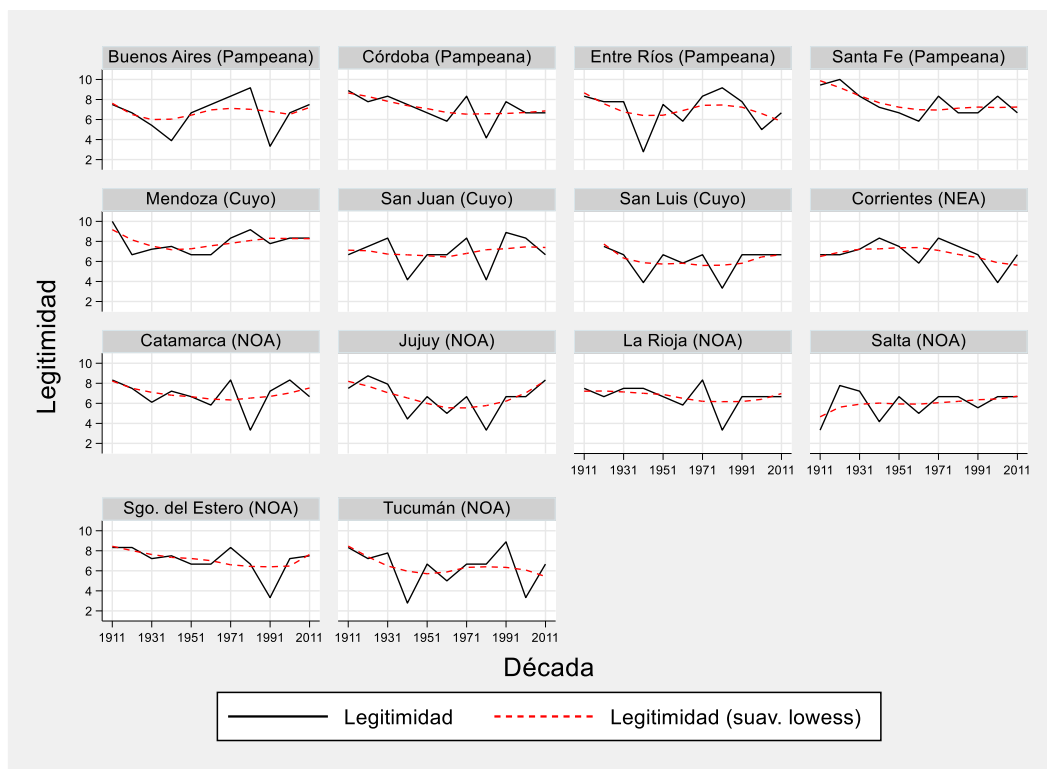 Buenos Aires (Pampeana) Córdoba (Pampeana) Entre Ríos (Pampeana) Santa Fe (Pampeana)
10
8
6
4
2
Mendoza (Cuyo) San Juan (Cuyo) San Luis (Cuyo) Corrientes (NEA)
10
8
6
4
2
Legitimidad
Catamarca (NOA) Jujuy (NOA) La Rioja (NOA) Salta (NOA)
10
8
6
4
2
1911 1931 1951 1971 1991 2011 1911 1931 1951 1971 1991 2011
Sgo. del Estero (NOA) Tucumán (NOA)
10
8
6
4
2
1911 1931 1951 1971 1991 2011 1911 1931 1951 1971 1991 2011
Década
Legitimidad Legitimidad (suav. lowess)